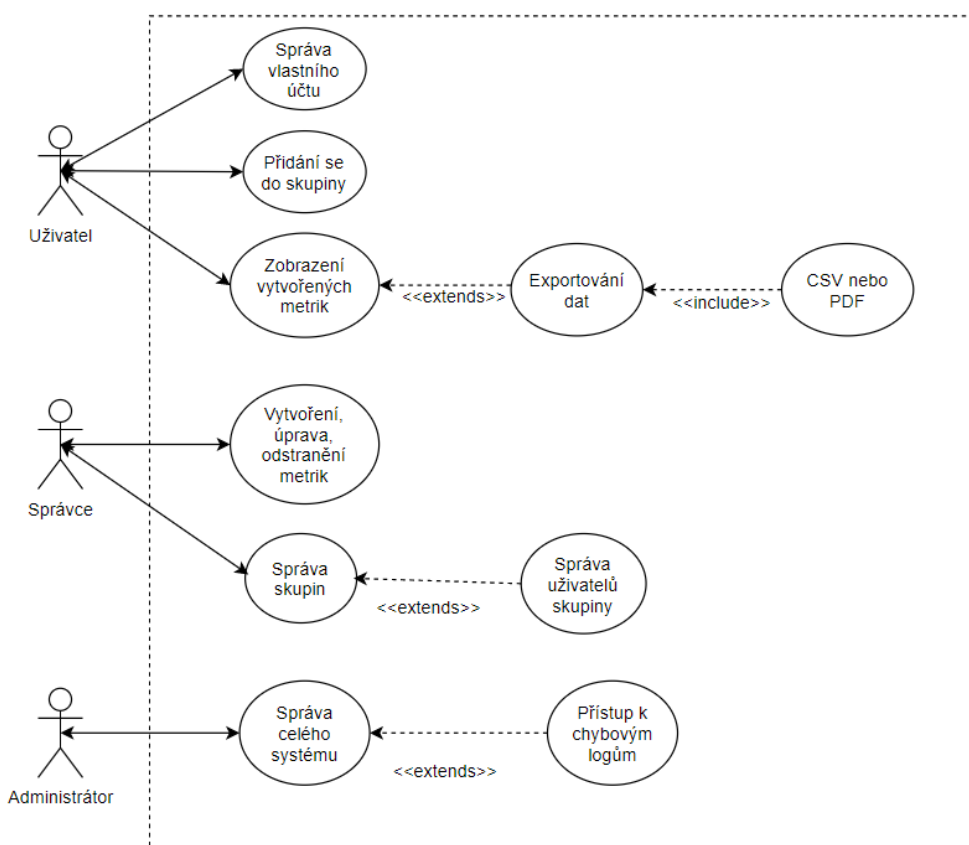 Správa
vlastního
účtu
Přidání se
do skupiny
Uživatel
Zobrazení
vytvořených
metrik
<<extends>>
Exportování
dat
<<include>>
CSV nebo
PDF
Vytvoření,
úprava,
odstranění
metrik
Správce
Správa
skupin
<<extends>>
Správa
uživatelů
skupiny
Administrátor
Správa
celého
systému
<<extends>>
Přístup k
chybovým
logům